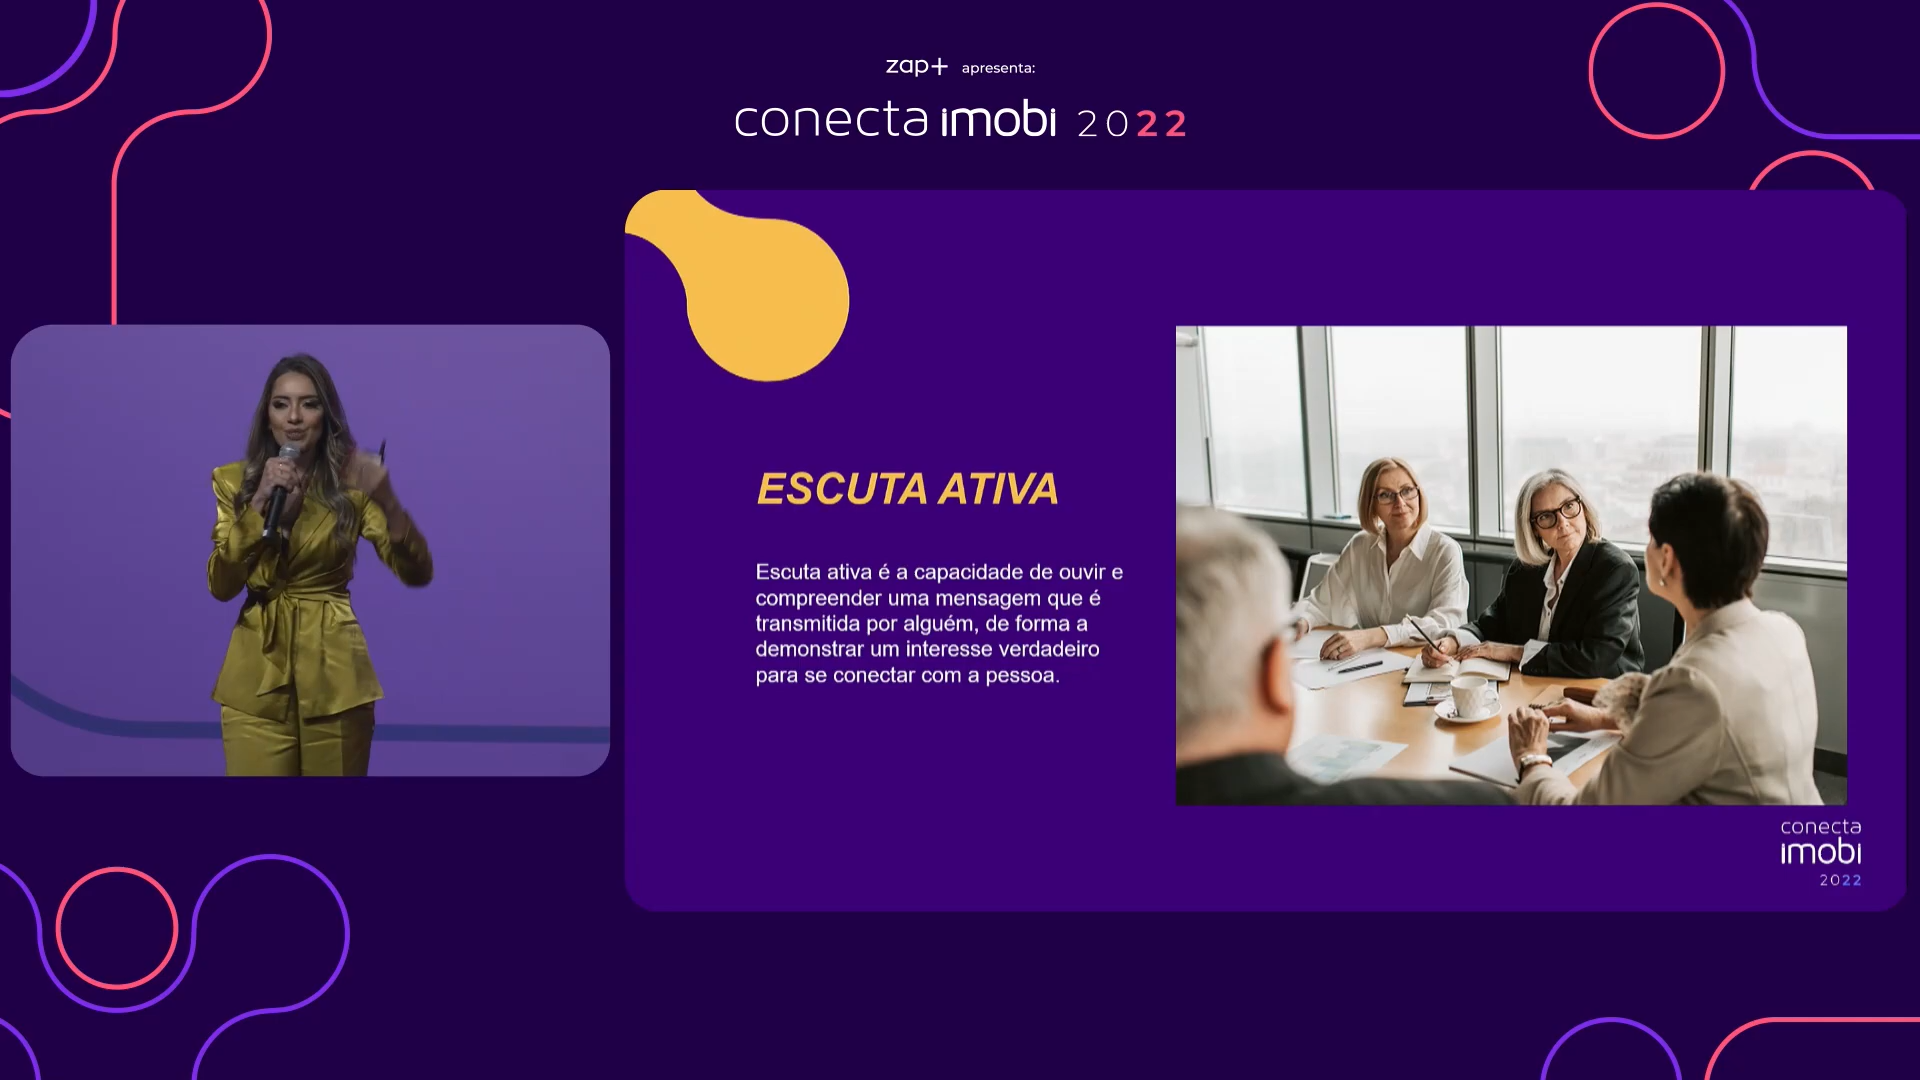 zap+ apresenta:
conecta imobi 2022
ESCUTA ATIVA
Escuta ativa é a capacidade de ouvir e
compreender uma mensagem que é
transmitida por alguém, de forma a
demonstrar um interesse verdadeiro
para se conectar com a pessoa.
conecta
imobi
2022